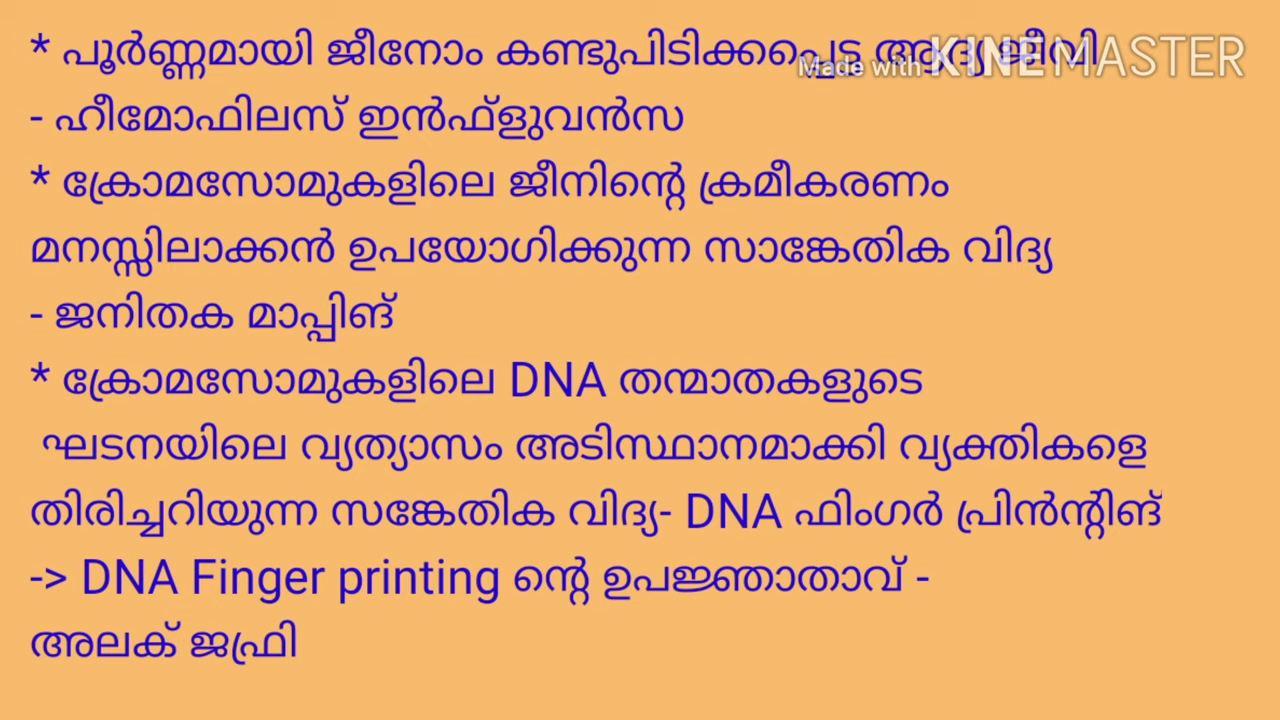 * പൂർണ്ണമായി ജീനോം കണ്ടുപിടിക്കപ്പെട്ട ആദ്യ ജീവി
Made with KINEMASTER
- ഹീമോഫിലസ് ഇൻഫ്ളുവൻസ
* ക്രോമസോമുകളിലെ ജീനിന്റെ ക്രമീകരണം
മനസ്സിലാക്കൻ ഉപയോഗിക്കുന്ന സാങ്കേതിക വിദ്യ
- ജനിതക മാപ്പിങ്
* ക്രോമസോമുകളിലെ DNA തന്മാതകളുടെ
ഘടനയിലെ വ്യത്യാസം അടിസ്ഥാനമാക്കി വ്യക്തികളെ
തിരിച്ചറിയുന്ന സങ്കേതിക വിദ്യ- DNA ഫിംഗർ പ്രിൻന്റിങ്
-> DNA Finger printing ന്റെ ഉപജ്ഞാതാവ് -
അലക് ജഫ്രി